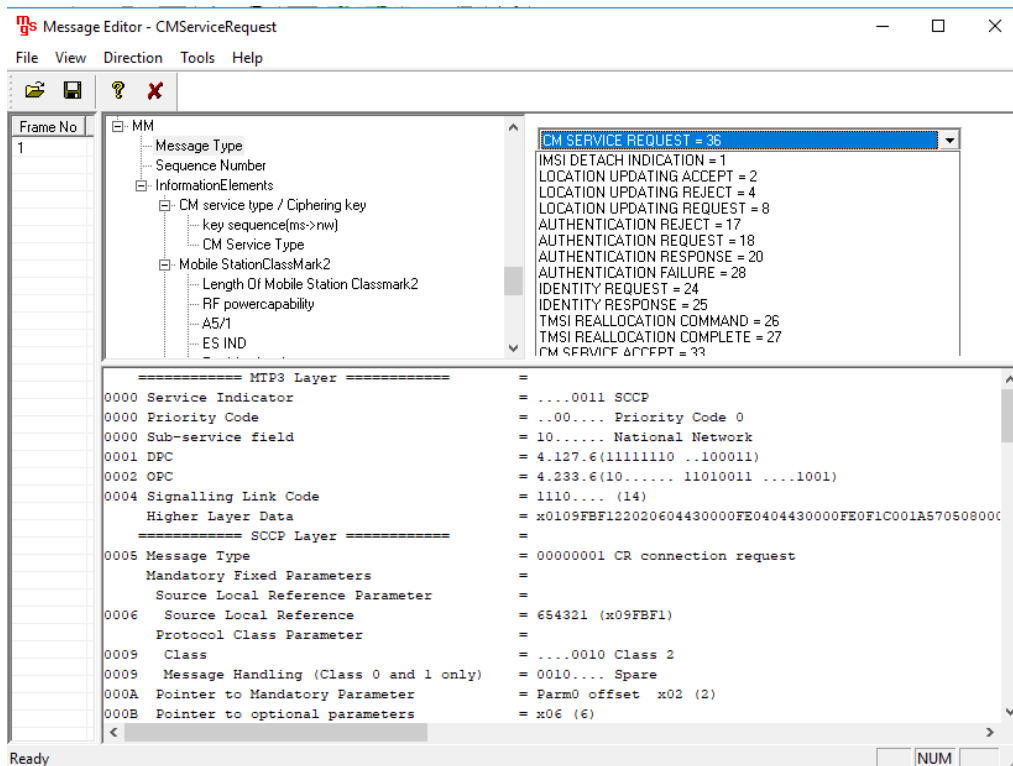 Message Editor - CMServiceRequest
File View Direction Tools Help
Frame No
1
MM
Message Type
Sequence Number
InformationElements
CM service type / Ciphering key
key sequence(ms->nw)
CM Service Type
Mobile StationClassMark2
Length Of Mobile Station Classmark2
RF powercapability
A5/1
ES IND
CM SERVICE REQUEST = 36
IMSI DETACH INDICATION = 1
LOCATION UPDATING ACCEPT = 2
LOCATION UPDATING REJECT = 4
LOCATION UPDATING REQUEST = 8
AUTHENTICATION REJECT = 17
AUTHENTICATION REQUEST = 18
AUTHENTICATION RESPONSE = 20
AUTHENTICATION FAILURE = 28
IDENTITY REQUEST = 24
IDENTITY RESPONSE = 25
TMSI REALLOCATION COMMAND = 26
TMSI REALLOCATION COMPLETE = 27
CM SERVICE ACCEPT = 33
============ MTP3 Layer ============ =
0000 Service Indicator = ....0011 SCCP
0000 Priority Code = ..00.... Priority Code 0
0000 Sub-service field = 10...... National Network
0001 DPC = 4.127.6(11111110 ..100011)
0002 OPC = 4.233.6(10...... 11010011 ....1001)
0004 Signalling Link Code = 1110.... (14)
Higher Layer Data = x0109FBF122020604430000FE0404430000FE0F1C001A570508000
============ SCCP Layer ============ =
0005 Message Type = 00000001 CR connection request
Mandatory Fixed Parameters =
Source Local Reference Parameter =
0006 Source Local Reference = 654321 (x09FBF1)
Protocol Class Parameter =
0009 Class = ....0010 Class 2
0009 Message Handling (Class 0 and 1 only) = 0010.... Spare
000A Pointer to Mandatory Parameter = Parm0 offset x02 (2)
000B Pointer to optional parameters = x06 (6)
Ready
NUM